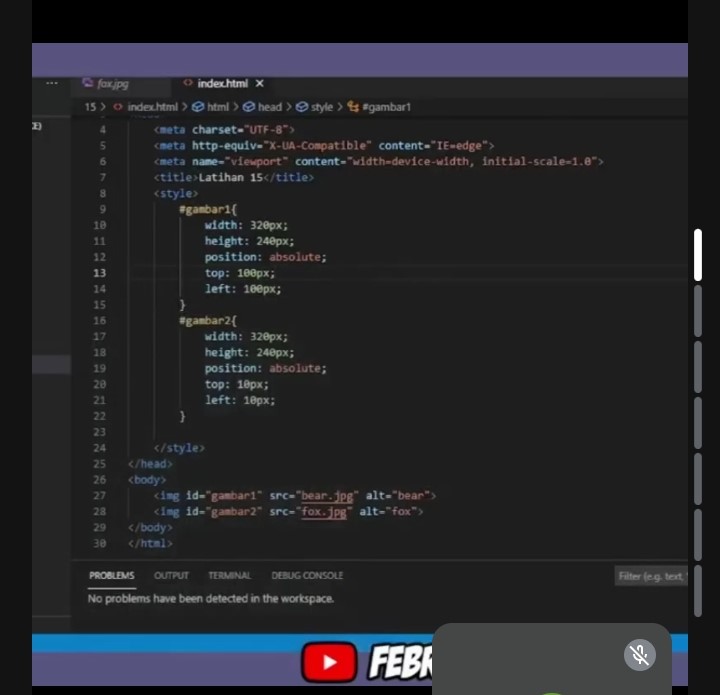 fox.jpg
index.html
15 > index.html > html > head > style > #gambar1
4 <meta charset="UTF-8">
5 <meta http-equiv="X-UA-Compatible" content="IE=edge">
6 <meta name="viewport" content="width=device-width, initial-scale=1.0">
7 <title>Latihan 15</title>
8 <style>
9 #gambar1{
10 width: 320px;
11 height: 240px;
12 position: absolute;
13 top: 100px;
14 left: 100px;
15 }
16 #gambar2{
17 width: 320px;
18 height: 240px;
19 position: absolute;
20 top: 10px;
21 left: 10px;
22 }
23
24 </style>
25 </head>
26 <body>
27 <img id="gambar1" src="bear.jpg" alt="bear">
28 <img id="gambar2" src="fox.jpg" alt="fox">
29 </body>
30 </html>
PROBLEMS OUTPUT TERMINAL DEBUG CONSOLE
Filter (e.g. text,
No problems have been detected in the workspace.
FEBR